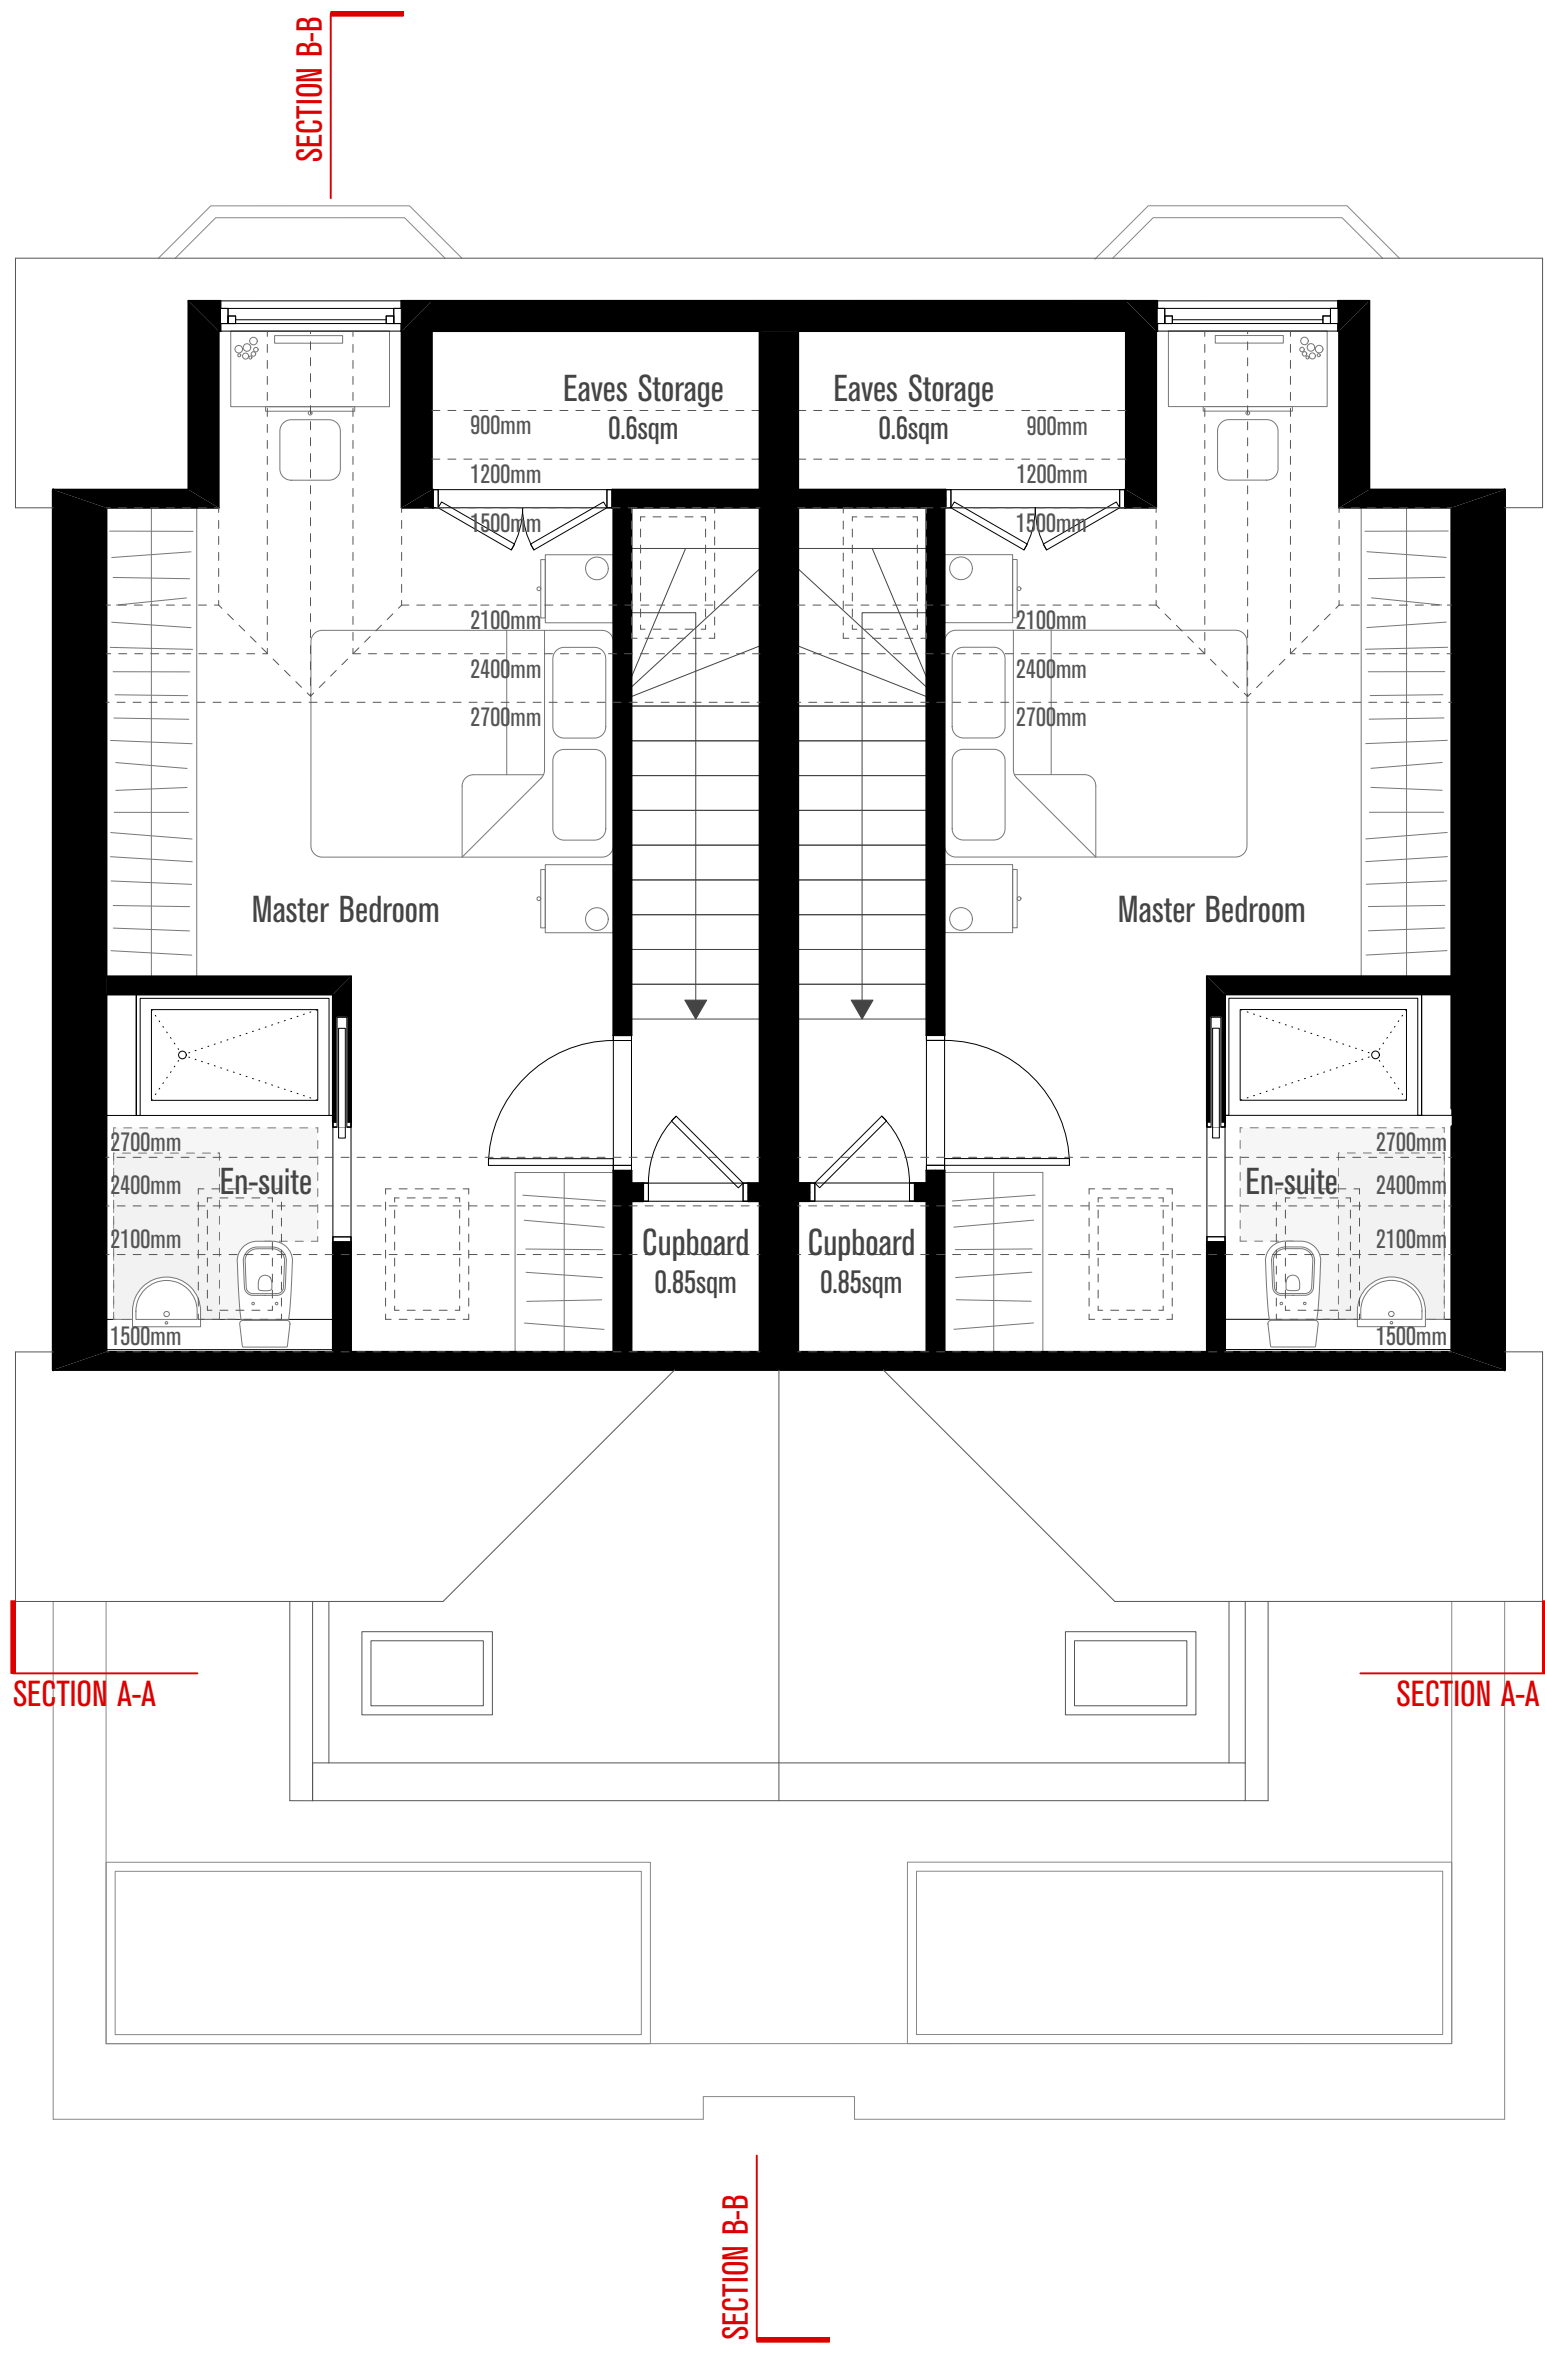 SECTION B-B
Eaves Storage
0.6sqm
900mm
1200mm
1500mm
Eaves Storage
0.6sqm
900mm
1200mm
1500mm
2100mm
2400mm
2700mm
2100mm
2400mm
2700mm
Master Bedroom
Master Bedroom
2700mm
En-suite
2400mm
2100mm
1500mm
Cupboard
0.85sqm
Cupboard
0.85sqm
2700mm
En-suite
2400mm
2100mm
1500mm
SECTION A-A
SECTION A-A
SECTION B-B